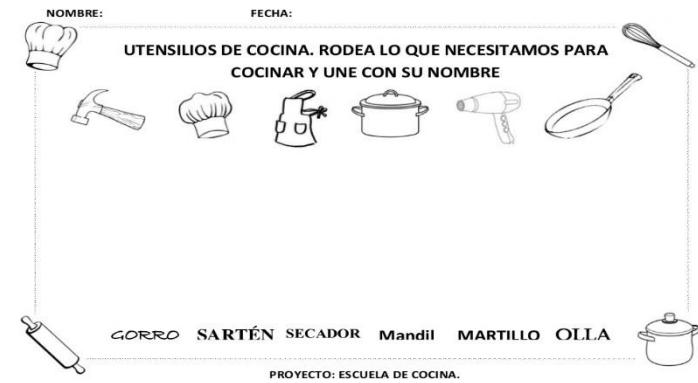 NOMBRE: FECHA:
UTENSILIOS DE COCINA. RODEA LO QUE NECESITAMOS PARA
COCINAR Y UNE CON SU NOMBRE
GORRO SARTÉN SECADOR Mandil MARTILLO OLLA
PROYECTO: ESCUELA DE COCINA.